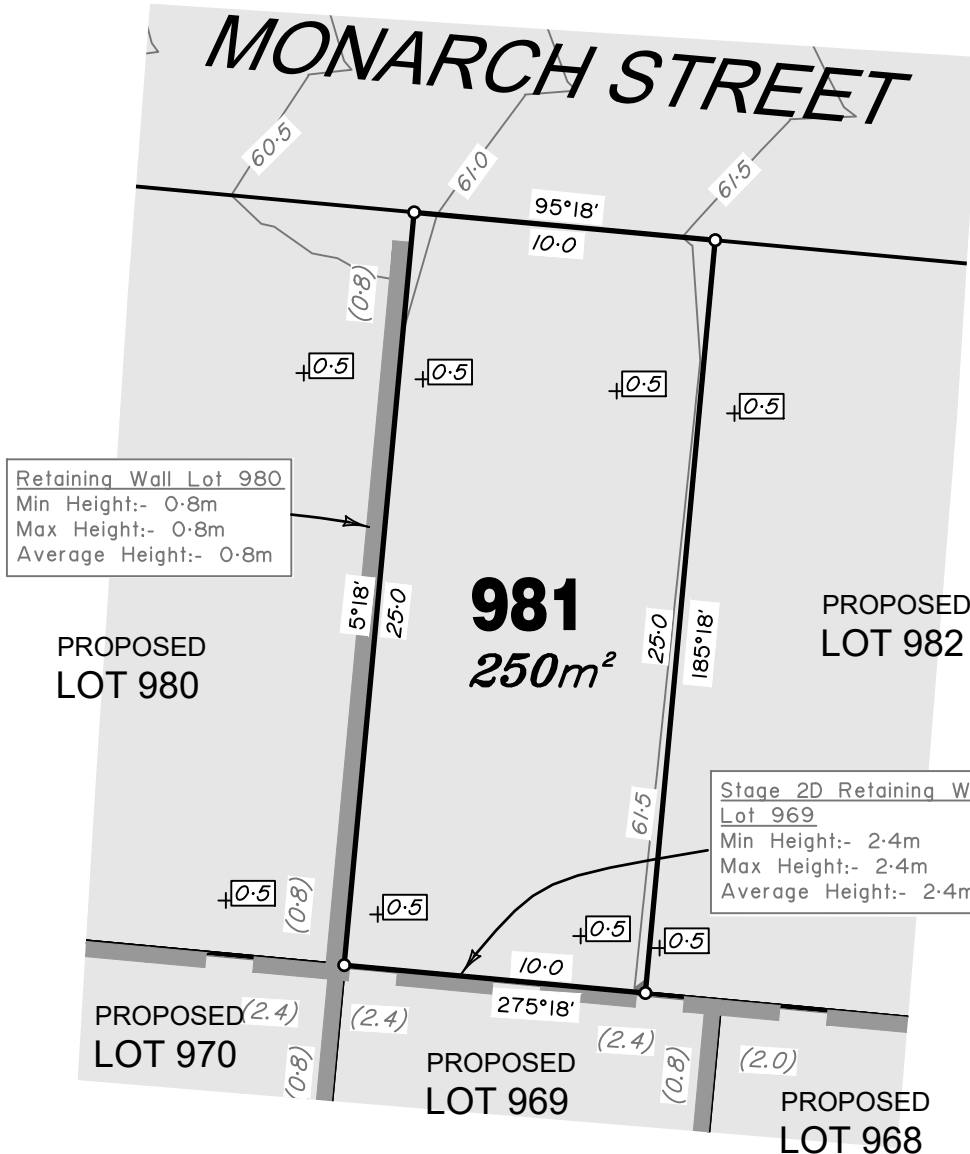 MONARCH STREET
60·5
61·0
61·5
95°18'
10·0
(0·8)
0·5
0·5
0·5
0·5
Retaining Wall Lot 980
Min Height:- 0·8m
Max Height:- 0·8m
Average Height:- 0·8m
5°18'
25·0
981
250m²
25·0
185°18'
PROPOSED
LOT 982
PROPOSED
LOT 980
61·5
Stage 2D Retaining W
Lot 969
Min Height:- 2·4m
Max Height:- 2·4m
Average Height:- 2·4m
0·5
(0·8)
0·5
0·5
0·5
10·0
275°18'
PROPOSED
LOT 970
(2.4)
(2.4)
(0·8)
PROPOSED
LOT 969
(2.4)
(0.8)
(2.0)
PROPOSED
LOT 968